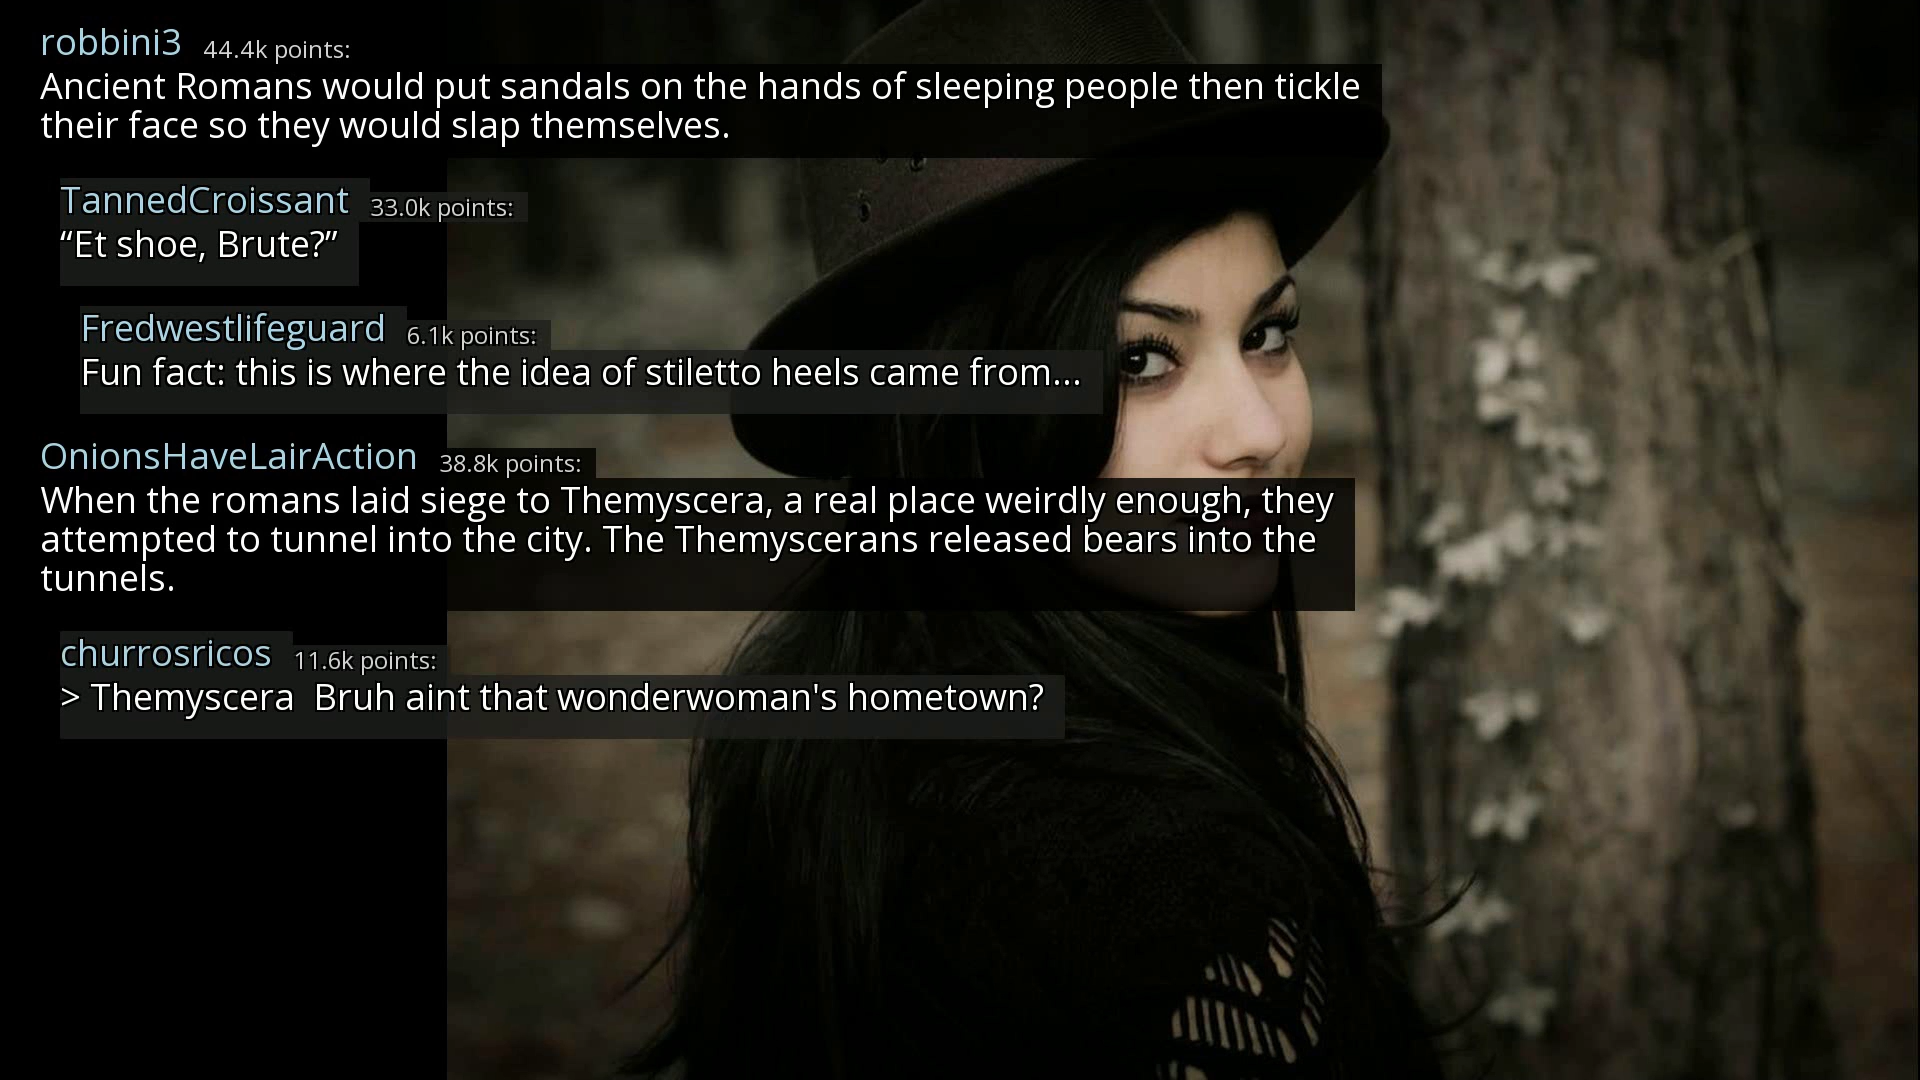 robbini3 44.4k points:
Ancient Romans would put sandals on the hands of sleeping people then tickle
their face so they would slap themselves.
TannedCroissant 33.0k points:
“Et shoe, Brute?”
Fredwestlifeguard 6.1k points:
Fun fact: this is where the idea of stiletto heels came from...
OnionsHaveLairAction 38.8k points:
When the romans laid siege to Themyscera, a real place weirdly enough, they
attempted to tunnel into the city. The Themyscerans released bears into the
tunnels.
churrosricos 11.6k points:
> Themyscera  Bruh aint that wonderwoman's hometown?